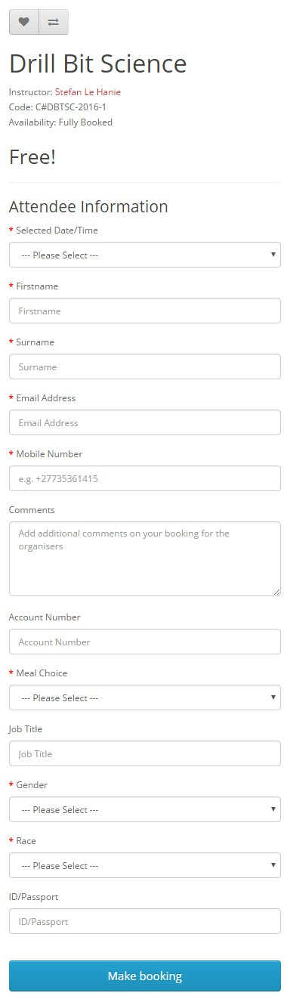 Drill Bit Science
Instructor: Stefan Le Hanie
Code: C#DBTSC-2016-1
Availability: Fully Booked
Free!
Attendee Information
* Selected Date/Time
--- Please Select ---
* Firstname
Firstname
* Surname
Surname
* Email Address
Email Address
* Mobile Number
e.g. +27735361415
Comments
Add additional comments on your booking for the
organisers
Account Number
Account Number
* Meal Choice
--- Please Select ---
Job Title
Job Title
* Gender
--- Please Select ---
* Race
--- Please Select ---
ID/Passport
ID/Passport
Make booking